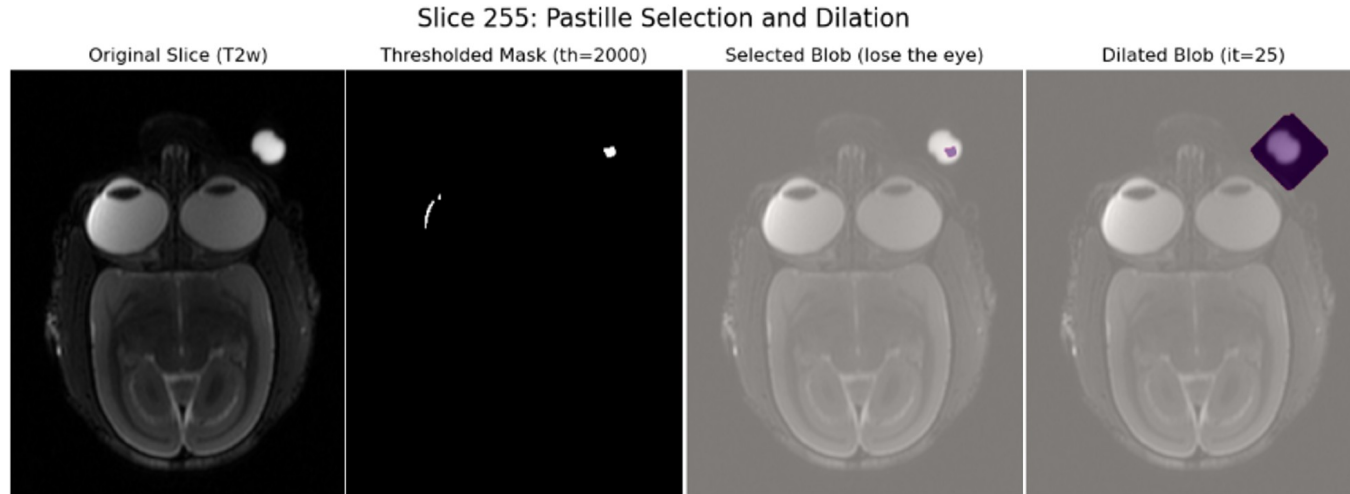 Slice 255: Pastille Selection and Dilation
Original Slice (T2w)
Thresholded Mask (th=2000)
Selected Blob (lose the eye)
Dilated Blob (it=25)